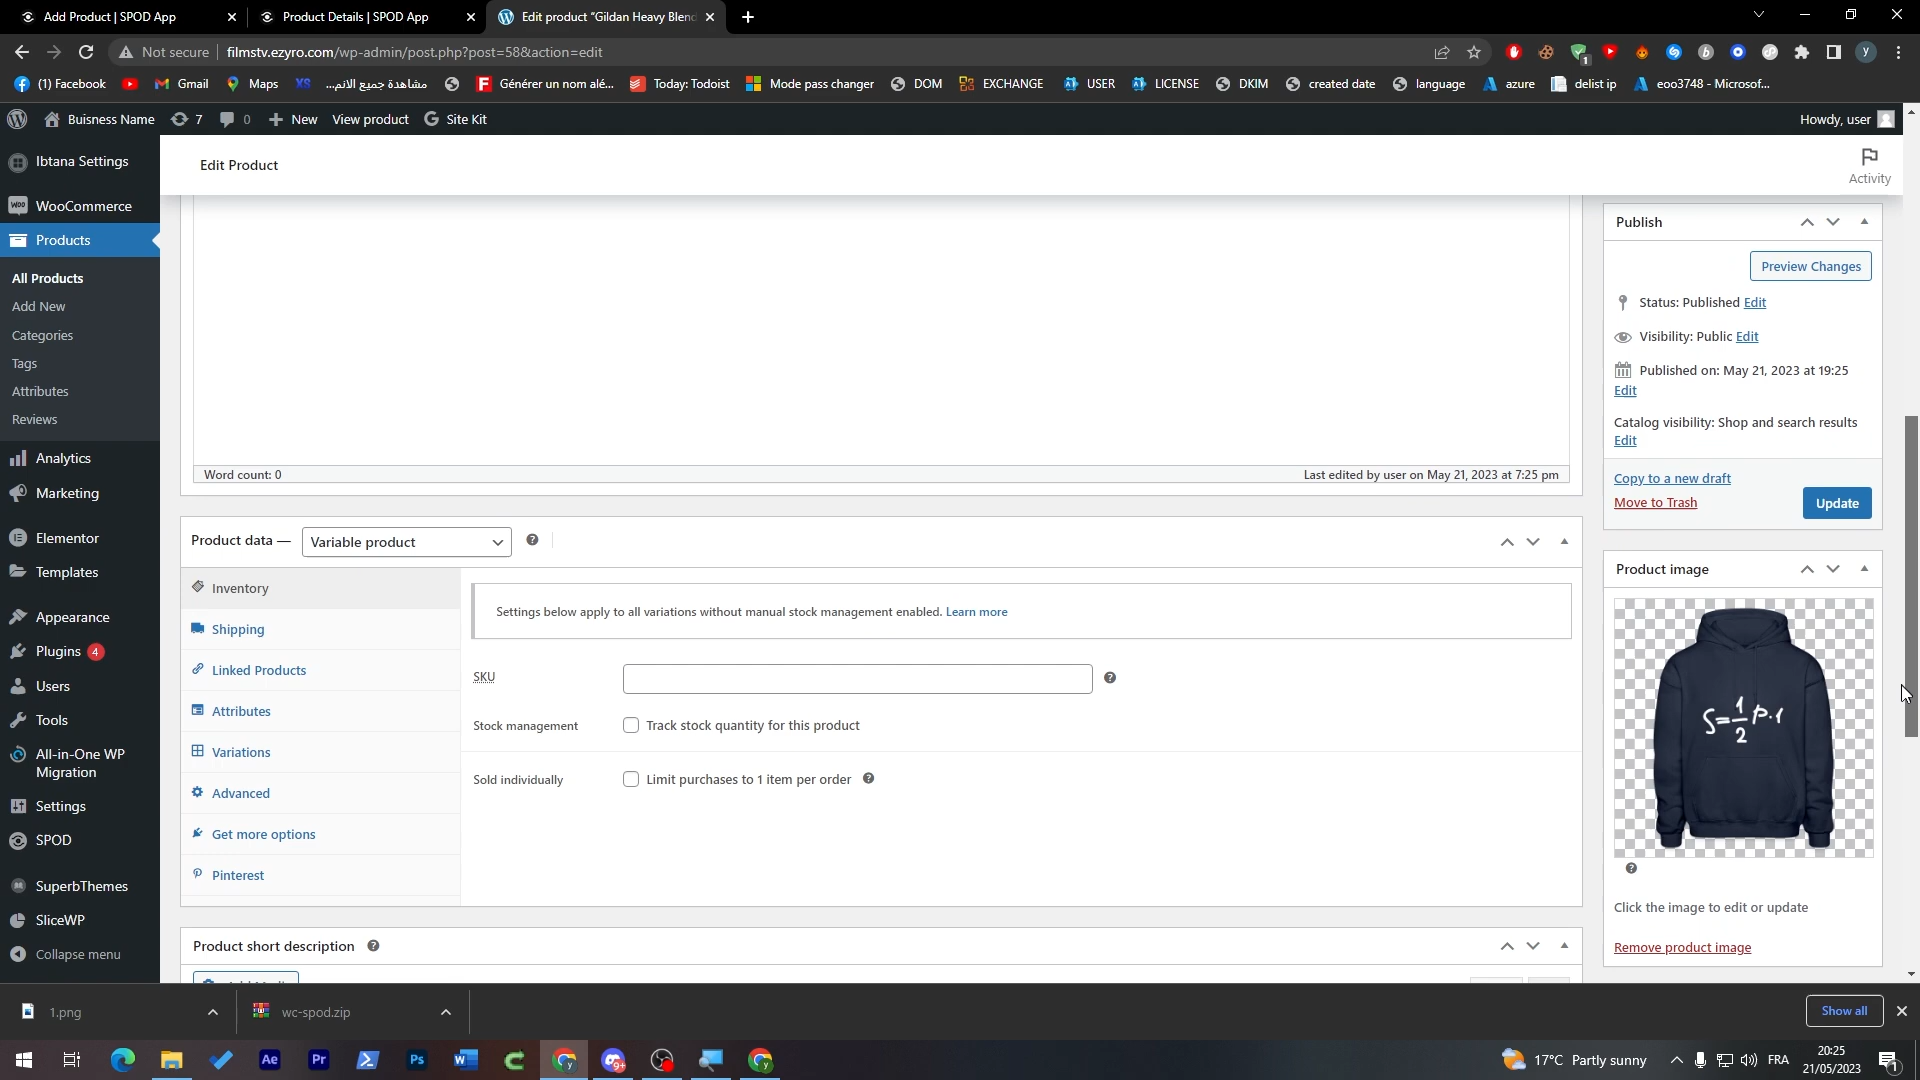 Add Product | SPOD App
Product Details | SPOD App
Edit product "Gildan Heavy Blend
Not secure
filmstv.ezyro.com/wp-admin/post.php?post=58&action=edit
(1) Facebook
Gmail
Maps
XS
مشاهدة جميع الانم...
Générer un nom alé...
Today: Todoist
Mode pass changer
DOM
EXCHANGE
USER
LICENSE
DKIM
created date
language
azure
delist ip
eoo3748 - Microsof...
Buisness Name
7
0
New
View product
Site Kit
Howdy, user
Ibtana Settings
WooCommerce
Products
All Products
Add New
Categories
Tags
Attributes
Reviews
Analytics
Marketing
Elementor
Templates
Appearance
Plugins 4
Users
Tools
All-in-One WP
Migration
Settings
SPOD
SuperbThemes
SliceWP
Collapse menu
Edit Product
Activity
Word count: 0
Last edited by user on May 21, 2023 at 7:25 pm
Product data —
Variable product
Inventory
Shipping
Linked Products
Attributes
Variations
Advanced
Get more options
Pinterest
Settings below apply to all variations without manual stock management enabled. Learn more
SKU
Stock management
Track stock quantity for this product
Sold individually
Limit purchases to 1 item per order
Product short description
Publish
Preview Changes
Status: Published Edit
Visibility: Public Edit
Published on: May 21, 2023 at 19:25
Edit
Catalog visibility: Shop and search results
Edit
Copy to a new draft
Move to Trash
Update
Product image
Click the image to edit or update
Remove product image
1.png
wc-spod.zip
Show all
Ae
Pr
Ps
17°C Partly sunny
FRA
20:25
21/05/2023